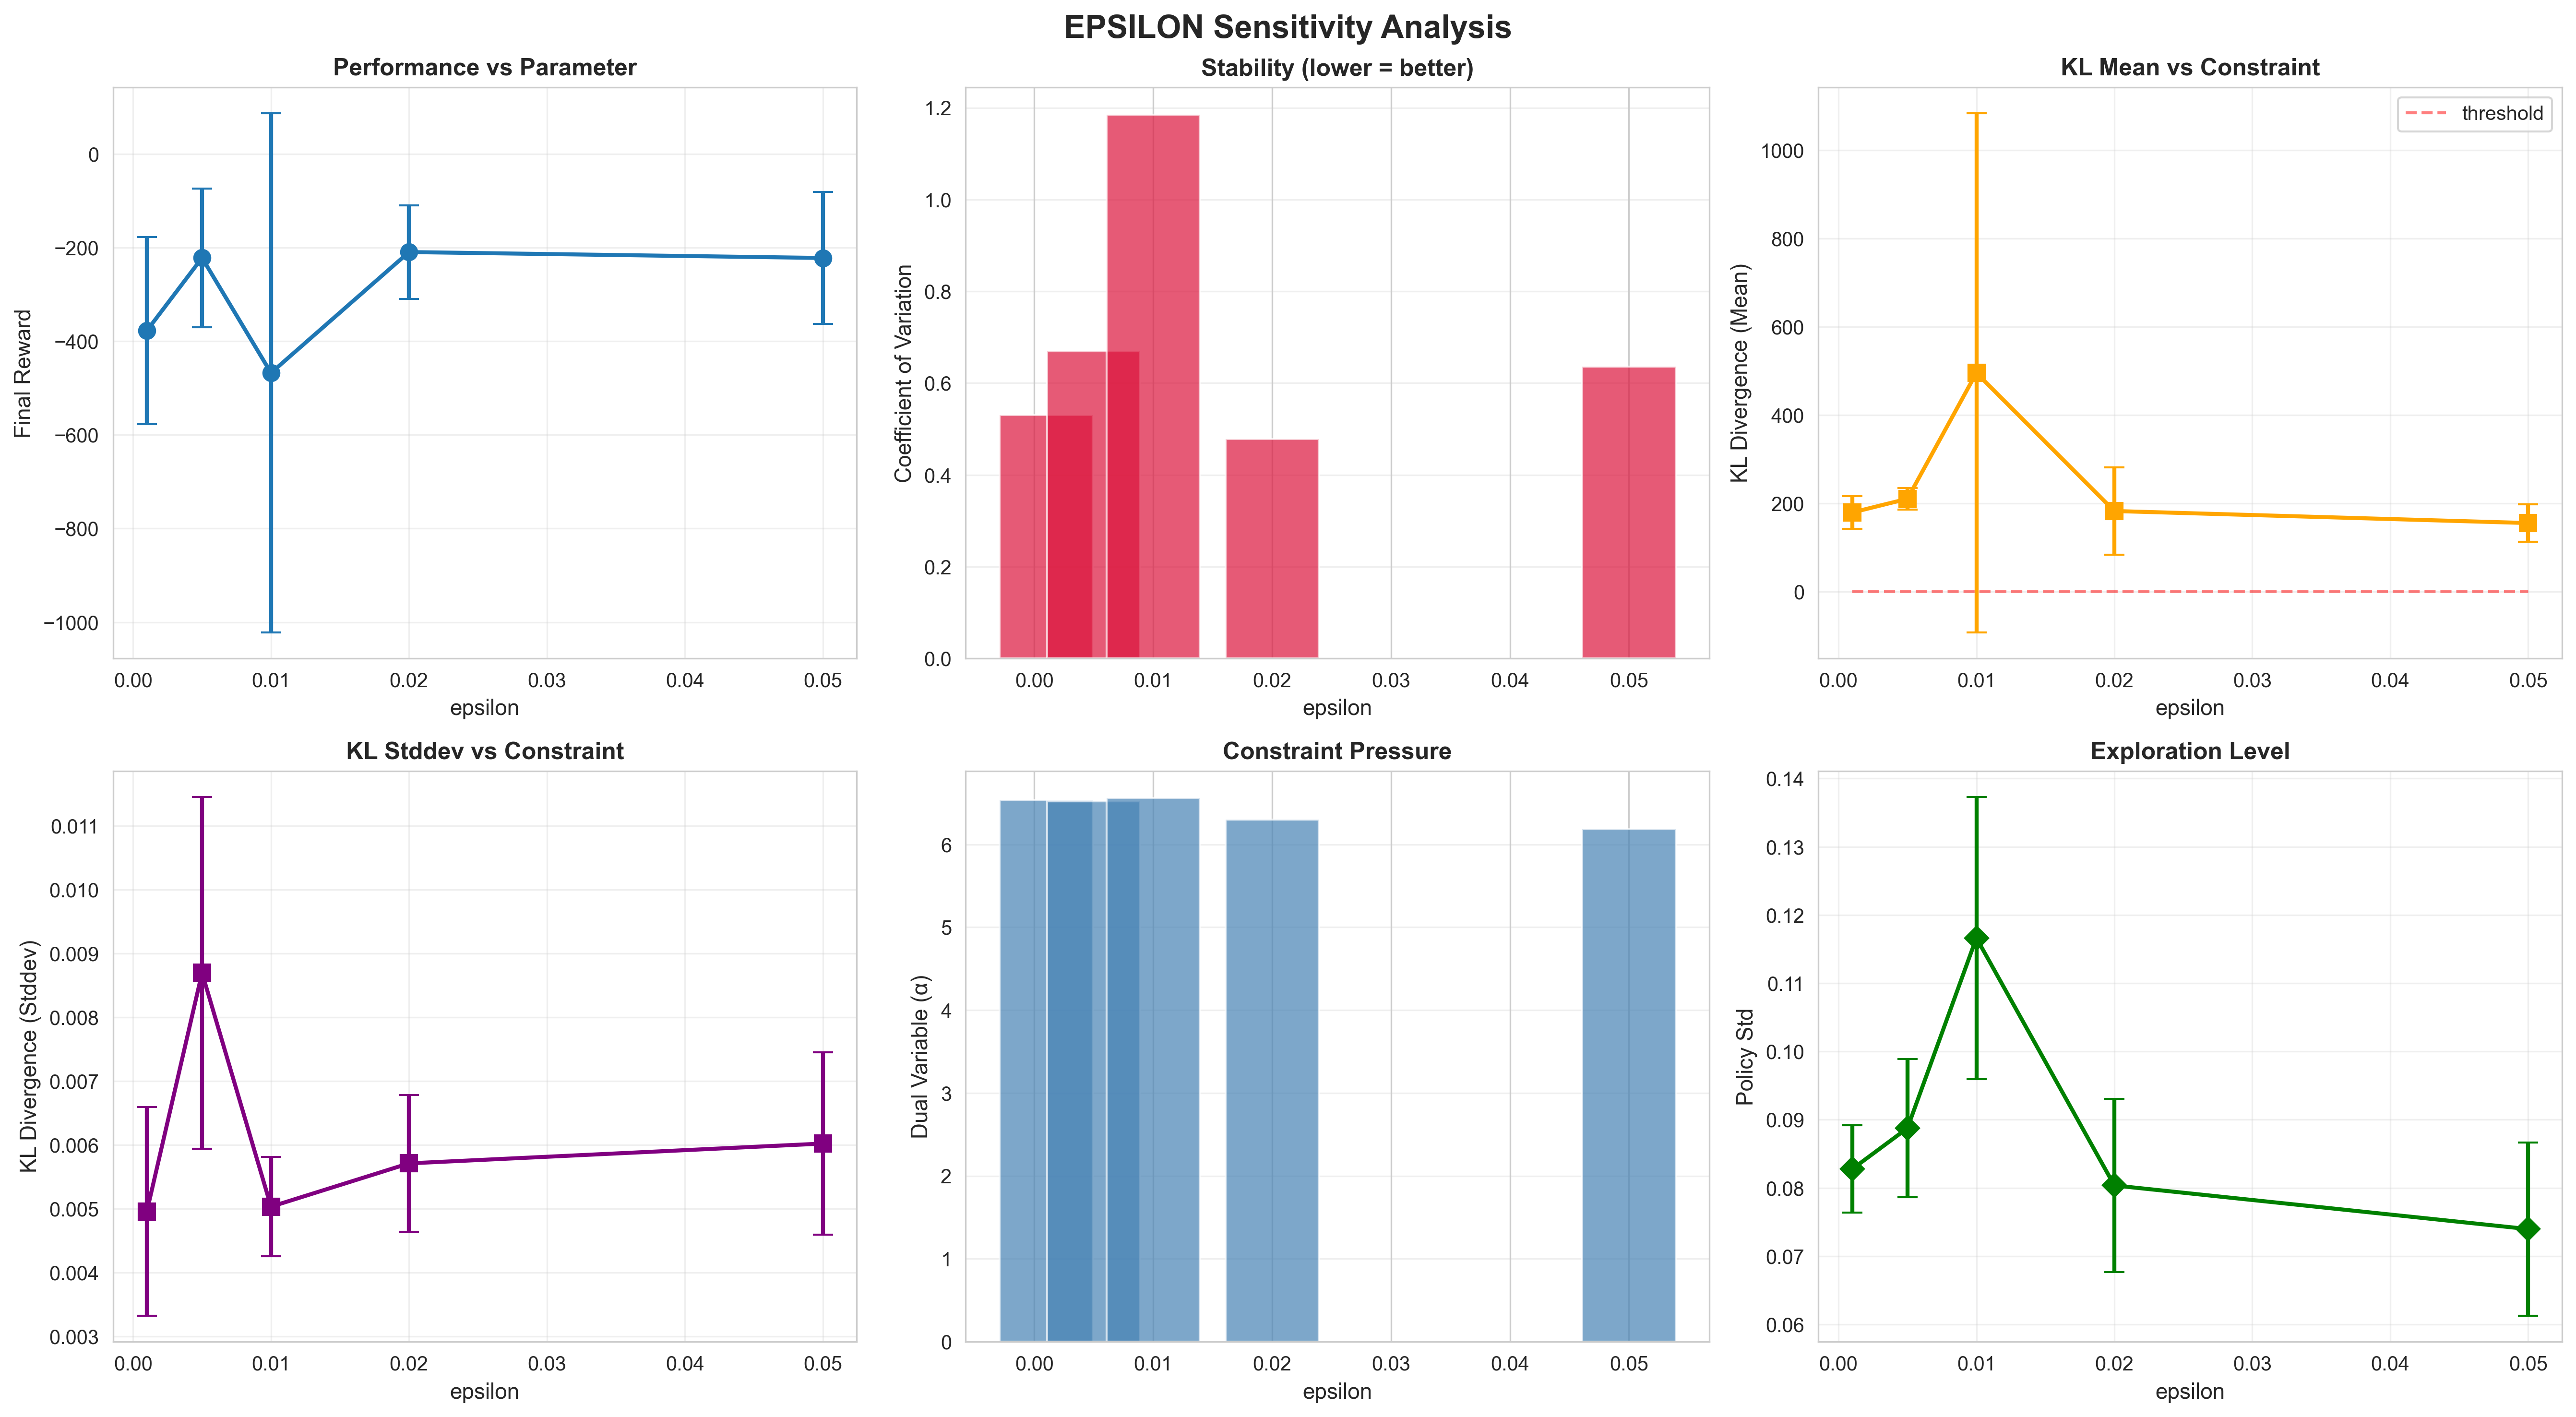 EPSILON Sensitivity Analysis
Performance vs Parameter
Final Reward
0
−200
−400
−600
−800
−1000
0.00 0.01 0.02 0.03 0.04 0.05
epsilon
Stability (lower = better)
Coefficient of Variation
1.2
1.0
0.8
0.6
0.4
0.2
0.0
0.00 0.01 0.02 0.03 0.04 0.05
epsilon
KL Mean vs Constraint
threshold
KL Divergence (Mean)
1000
800
600
400
200
0
0.00 0.01 0.02 0.03 0.04 0.05
epsilon
KL Stddev vs Constraint
KL Divergence (Stddev)
0.011
0.010
0.009
0.008
0.007
0.006
0.005
0.004
0.003
0.00 0.01 0.02 0.03 0.04 0.05
epsilon
Constraint Pressure
Dual Variable (α)
6
5
4
3
2
1
0
0.00 0.01 0.02 0.03 0.04 0.05
epsilon
Exploration Level
Policy Std
0.14
0.13
0.12
0.11
0.10
0.09
0.08
0.07
0.06
0.00 0.01 0.02 0.03 0.04 0.05
epsilon